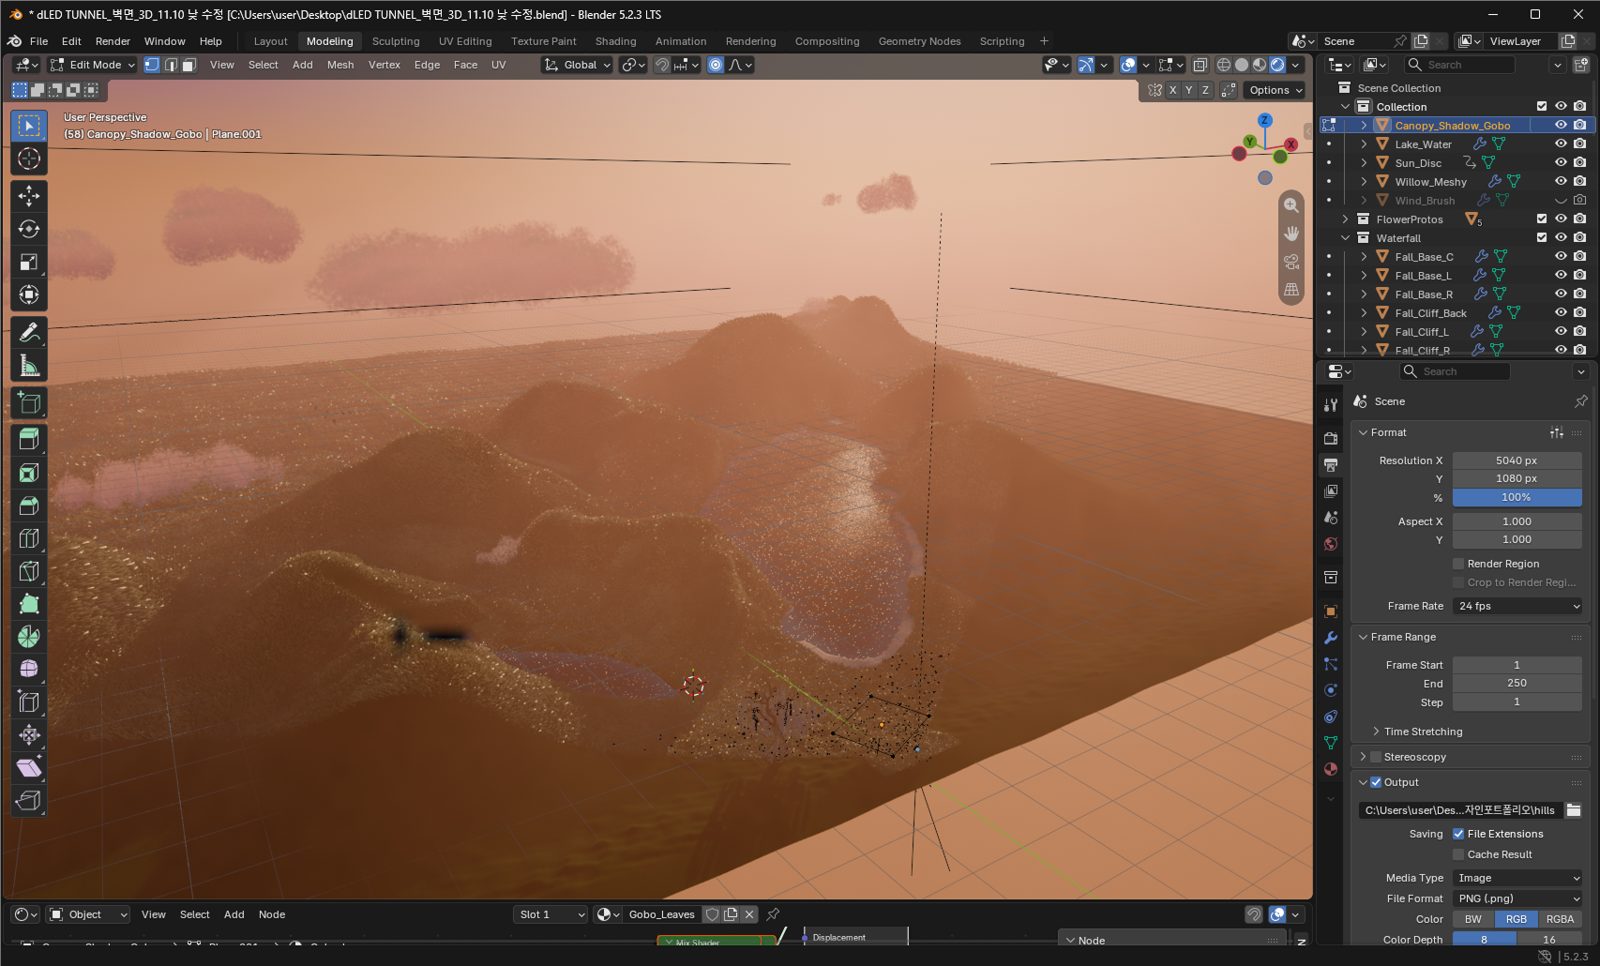 * dLED TUNNEL_벽면_3D_11.10 낮 수정 [C:\Users\user\Desktop\dLED TUNNEL_벽면_3D_11.10 낮 수정.blend] - Blender 5.2.3 LTS
File Edit Render Window Help Layout Modeling Sculpting UV Editing Texture Paint Shading Animation Rendering Compositing Geometry Nodes Scripting + Scene ViewLayer
Edit Mode View Select Add Mesh Vertex Edge Face UV Global
Search
X Y Z Options
User Perspective
(58) Canopy_Shadow_Gobo | Plane.001
Z
Y
X
Scene Collection
Collection
Canopy_Shadow_Gobo
Lake_Water
Sun_Disc
Willow_Meshy
Wind_Brush
FlowerProtos 5
Waterfall
Fall_Base_C
Fall_Base_L
Fall_Base_R
Fall_Cliff_Back
Fall_Cliff_L
Fall_Cliff_R
Search
Scene
Format
Resolution X 5040 px
Y 1080 px
% 100%
Aspect X 1.000
Y 1.000
Render Region
Crop to Render Regi...
Frame Rate 24 fps
Frame Range
Frame Start 1
End 250
Step 1
Time Stretching
Stereoscopy
Output
C:\Users\user\Des...자인포트폴리오\hills
Saving File Extensions
Cache Result
Media Type Image
File Format PNG (.png)
Color BW RGB RGBA
Color Depth 8 16
Object View Select Add Node Slot 1 Gobo_Leaves
Mix Shader
Displacement
Node
5.2.3